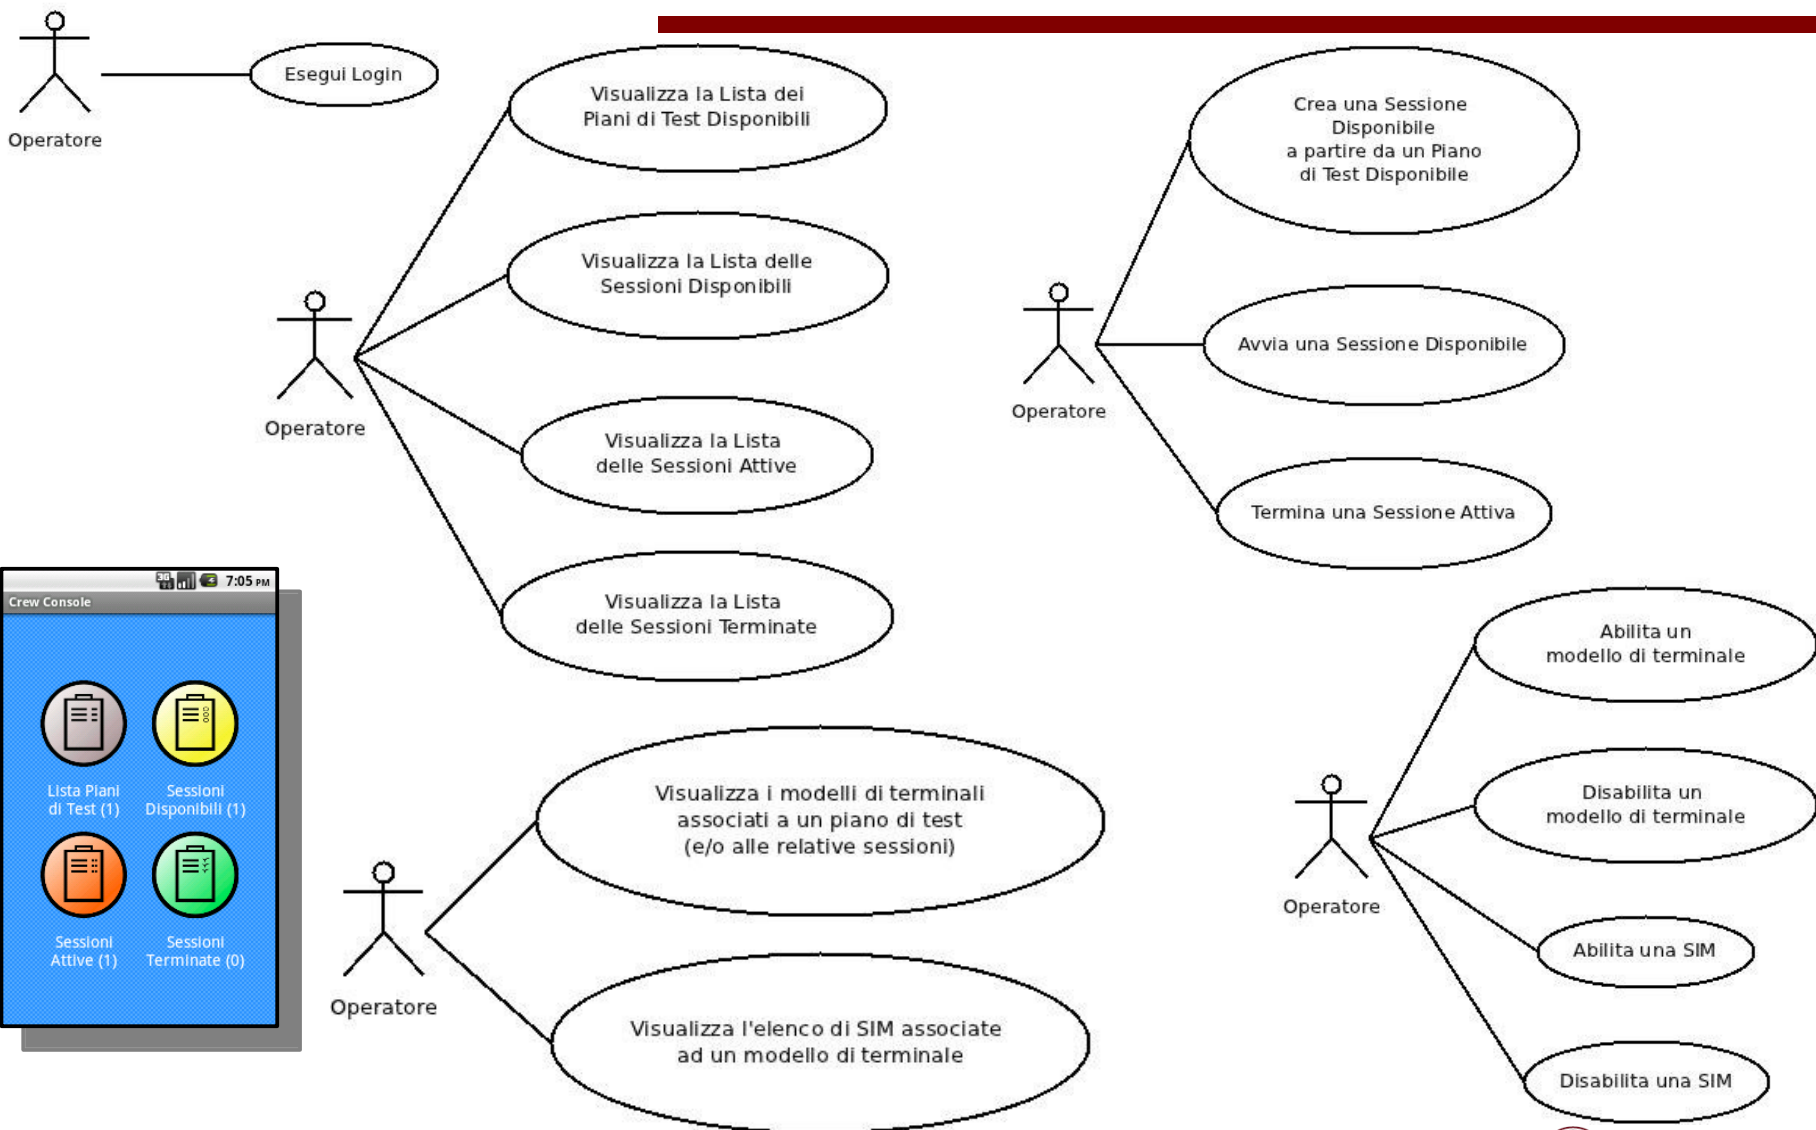 Operatore
Esegui Login
Operatore
Visualizza la Lista dei
Piani di Test Disponibili
Visualizza la Lista delle
Sessioni Disponibili
Visualizza la Lista
delle Sessioni Attive
Visualizza la Lista
delle Sessioni Terminate
Operatore
Crea una Sessione
Disponibile
a partire da un Piano
di Test Disponibile
Avvia una Sessione Disponibile
Termina una Sessione Attiva
3G
7:05 PM
Crew Console
Lista Piani
di Test (1)
Sessioni
Disponibili (1)
Sessioni
Attive (1)
Sessioni
Terminate (0)
Operatore
Visualizza i modelli di terminali
associati a un piano di test
(e/o alle relative sessioni)
Visualizza l'elenco di SIM associate
ad un modello di terminale
Operatore
Abilita un
modello di terminale
Disabilita un
modello di terminale
Abilita una SIM
Disabilita una SIM